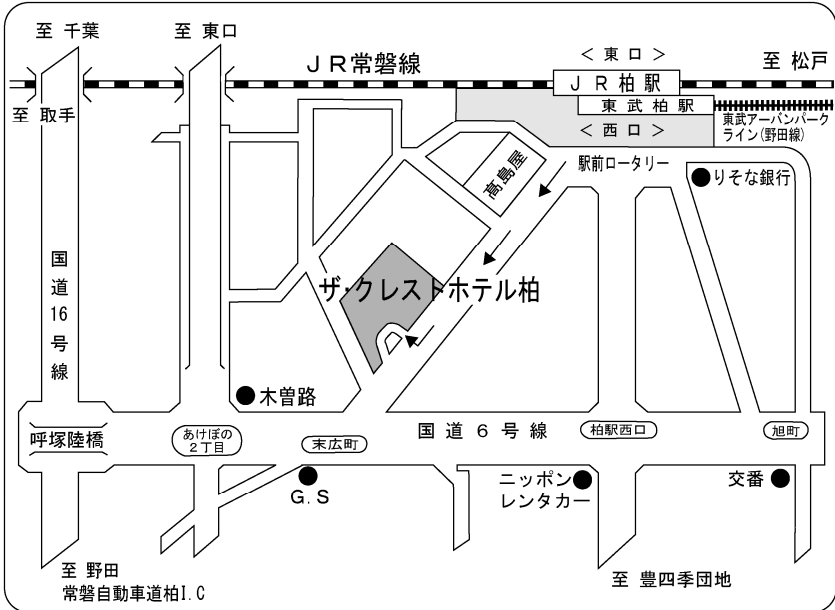 至 千葉
至 東口
JR常磐線
＜ 東 口 ＞
至 松戸
JR柏駅
至 取手
東武柏駅
＜ 西 口 ＞
東武アーバンパーク
ライン(野田線)
高島屋
駅前ロータリー
りそな銀行
国道16号線
ザ・クレストホテル柏
木曽路
呼塚陸橋
あけぼの
2丁目
末広町
国道6号線
柏駅西口
旭町
G.S
ニッポン
レンタカー
交番
至 野田
常磐自動車道柏I.C
至 豊四季団地